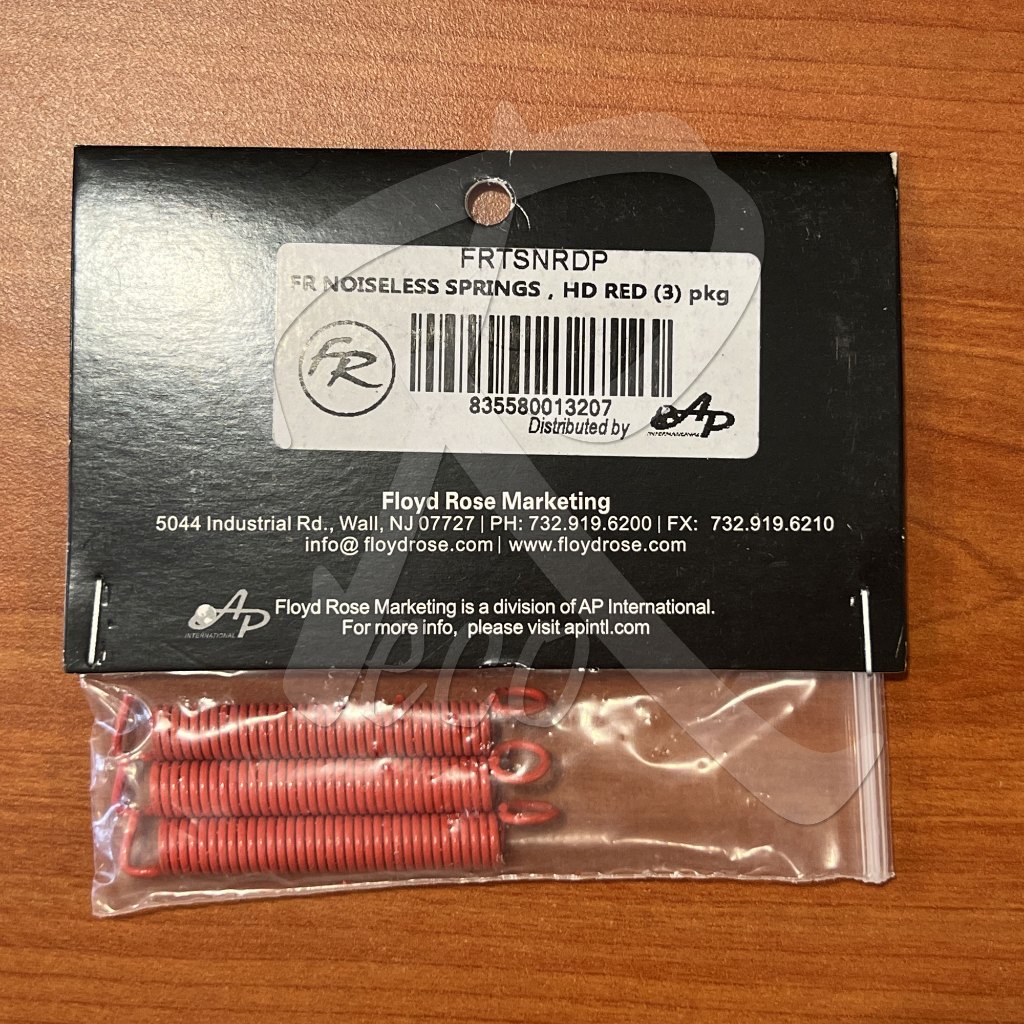 FRTSNRDP
FR NOISELESS SPRINGS , HD RED (3) pkg
FR
835580013207
Distributed by
AP
INTERNATIONAL
Floyd Rose Marketing
5044 Industrial Rd., Wall, NJ 07727 | PH: 732.919.6200 | FX: 732.919.6210
info@ floydrose.com | www.floydrose.com
AP
INTERNATIONAL
Floyd Rose Marketing is a division of AP International.
For more info, please visit apintl.com